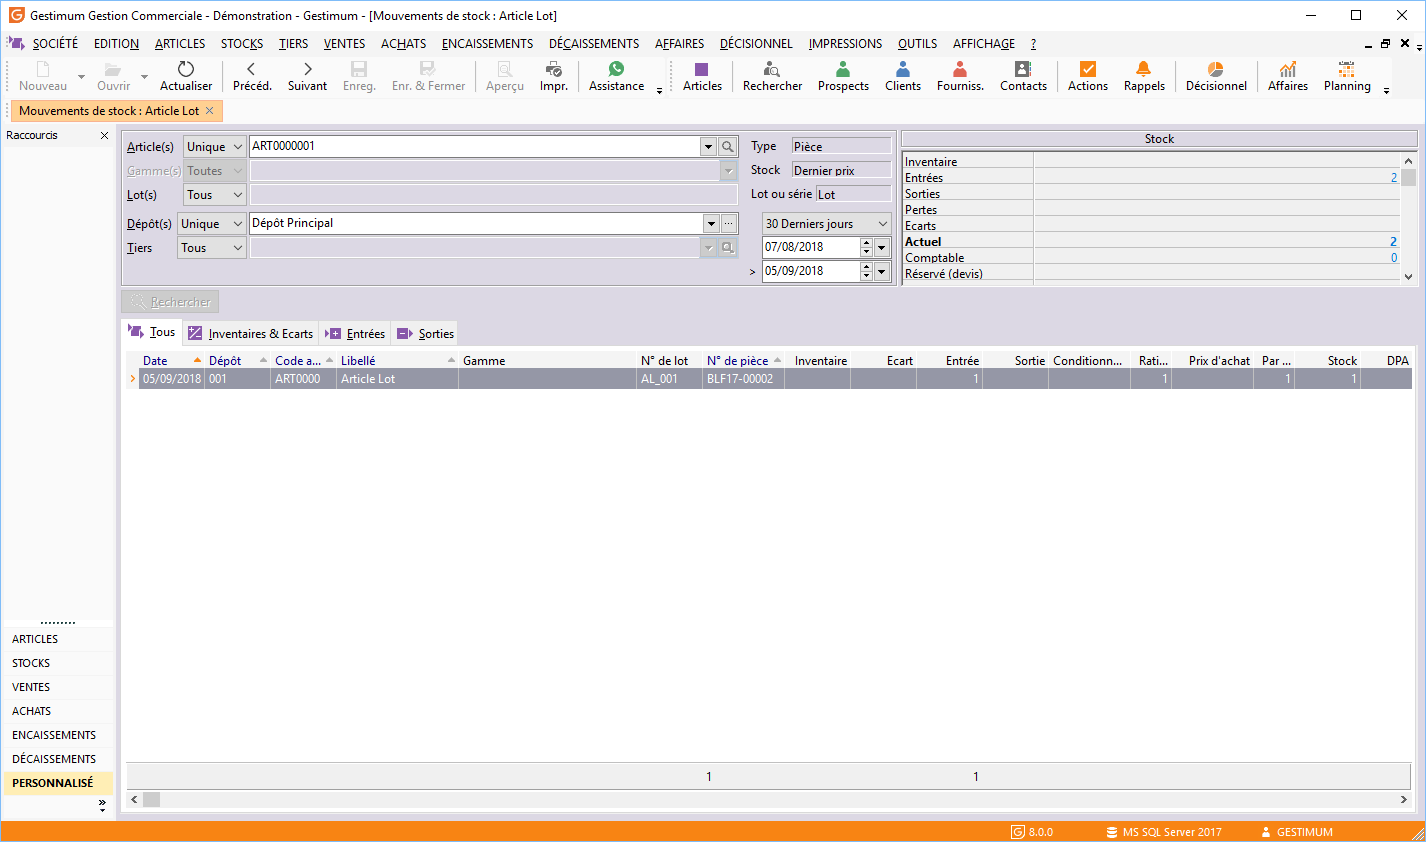 Gestimum Gestion Commerciale - Démonstration - Gestimum - [Mouvements de stock : Article Lot]
SOCIÉTÉ EDITION ARTICLES STOCKS TIERS VENTES ACHATS ENCAISSEMENTS DÉCAISSEMENTS AFFAIRES DÉCISIONNEL IMPRESSIONS OUTILS AFFICHAGE ?
Nouveau Ouvrir Actualiser Précéd. Suivant Enreg. Enr. & Fermer Aperçu Impr. Assistance Articles Rechercher Prospects Clients Fourniss. Contacts Actions Rappels Décisionnel Affaires Planning
Mouvements de stock : Article Lot
Raccourcis
Article(s) Unique ART0000001 Type Pièce
Gamme(s) Toutes Stock Dernier prix
Lot(s) Tous Lot ou série Lot
Dépôt(s) Unique Dépôt Principal ... 30 Derniers jours
Tiers Tous 07/08/2018
> 05/09/2018
Stock
Inventaire
Entrées 2
Sorties
Pertes
Ecarts
Actuel 2
Comptable 0
Réservé (devis)
Rechercher
Tous Inventaires & Ecarts Entrées Sorties
Date Dépôt Code a... Libellé Gamme N° de lot N° de pièce Inventaire Ecart Entrée Sortie Conditionn... Rati... Prix d'achat Par ... Stock DPA
05/09/2018 001 ART0000 Article Lot AL_001 BLF17-00002 1 1 1 1
1 1
ARTICLES
STOCKS
VENTES
ACHATS
ENCAISSEMENTS
DÉCAISSEMENTS
PERSONNALISÉ
8.0.0 MS SQL Server 2017 GESTIMUM